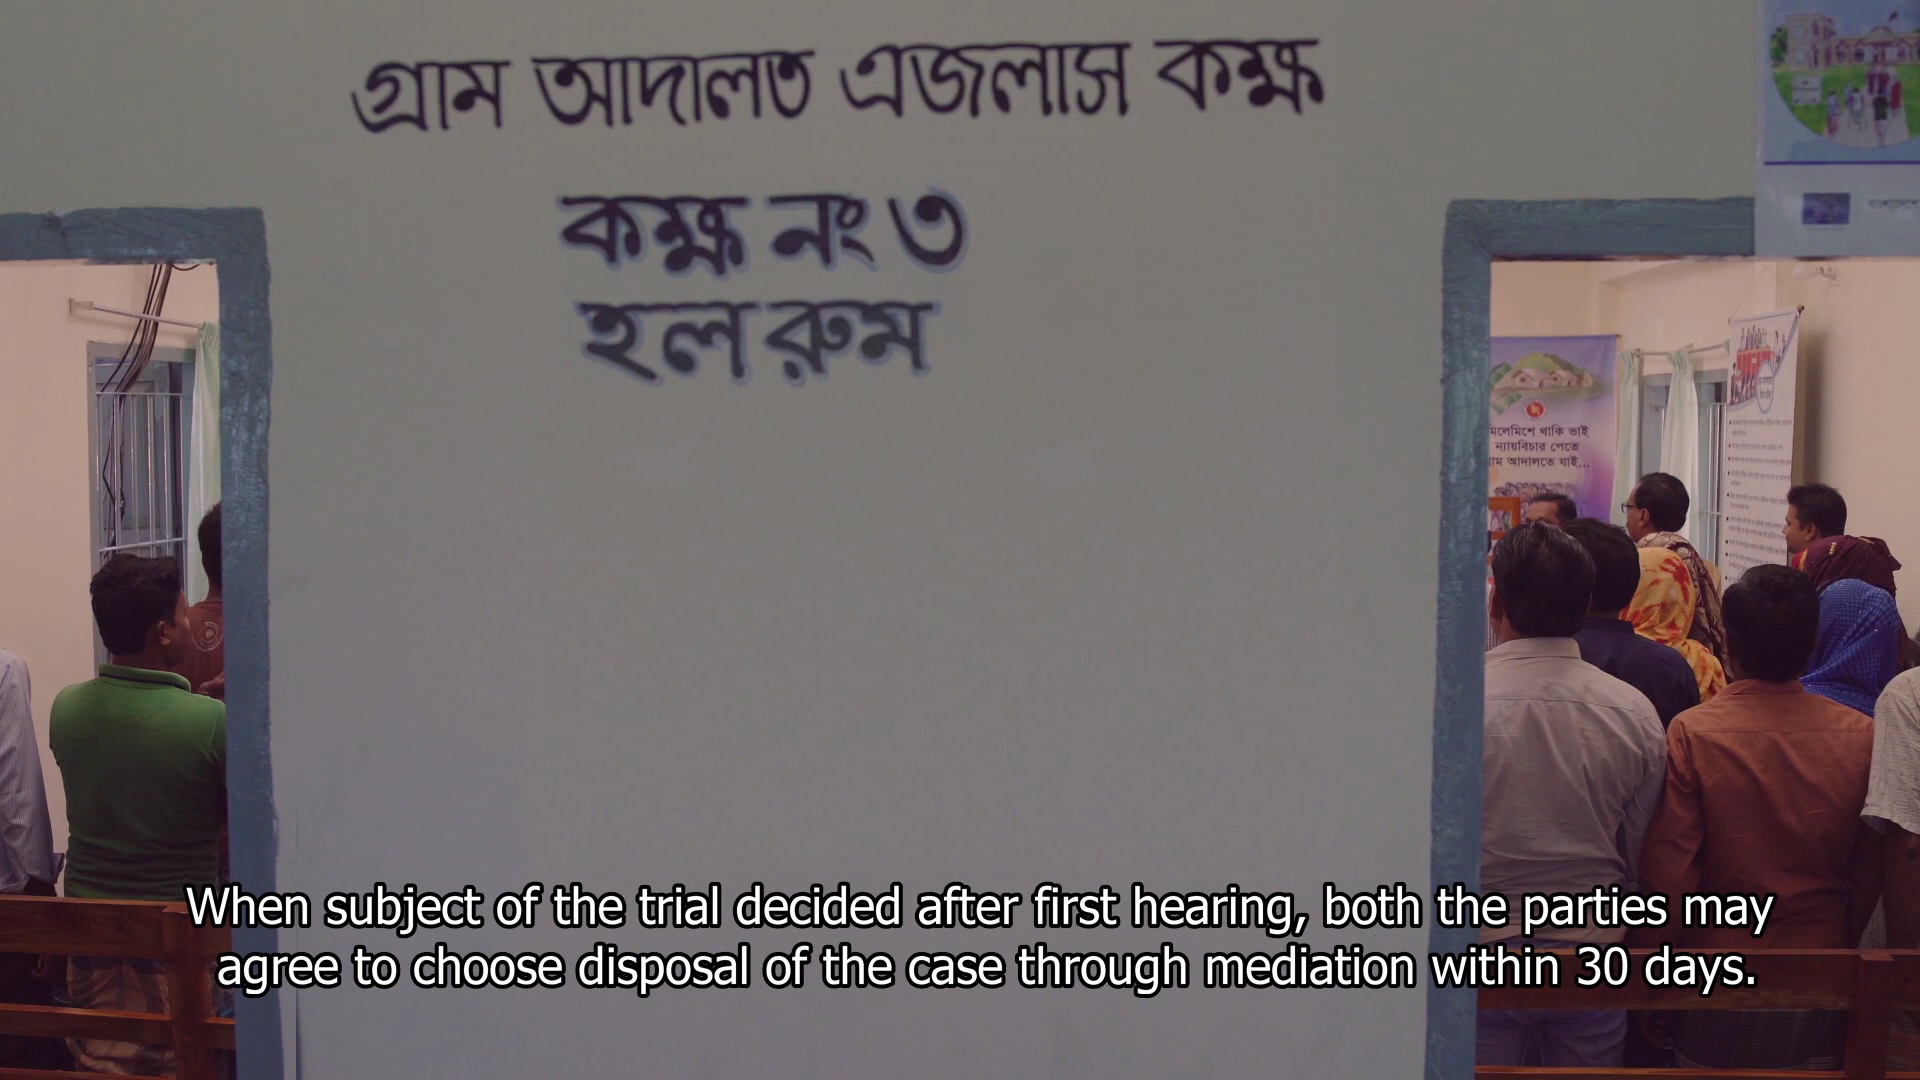 গ্রাম আদালত এজলাস কক্ষ
কক্ষ নং ৩
হল রুম
মিলেমিশে থাকি ভাই
ন্যায়বিচার পেতে
গ্রাম আদালতে যাই...
When subject of the trial decided after first hearing, both the parties may
agree to choose disposal of the case through mediation within 30 days.